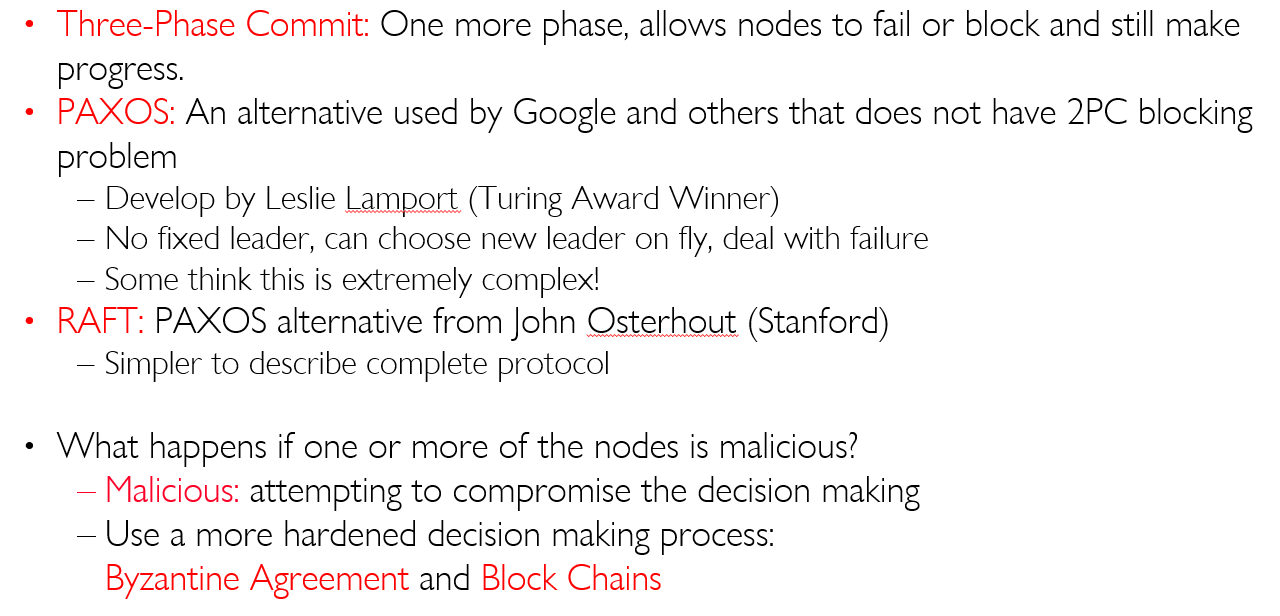 • Three-Phase Commit: One more phase, allows nodes to fail or block and still make
progress.
• PAXOS: An alternative used by Google and others that does not have 2PC blocking
problem
– Develop by Leslie Lamport (Turing Award Winner)
– No fixed leader, can choose new leader on fly, deal with failure
– Some think this is extremely complex!
• RAFT: PAXOS alternative from John Osterhout (Stanford)
– Simpler to describe complete protocol
• What happens if one or more of the nodes is malicious?
– Malicious: attempting to compromise the decision making
– Use a more hardened decision making process:
Byzantine Agreement and Block Chains